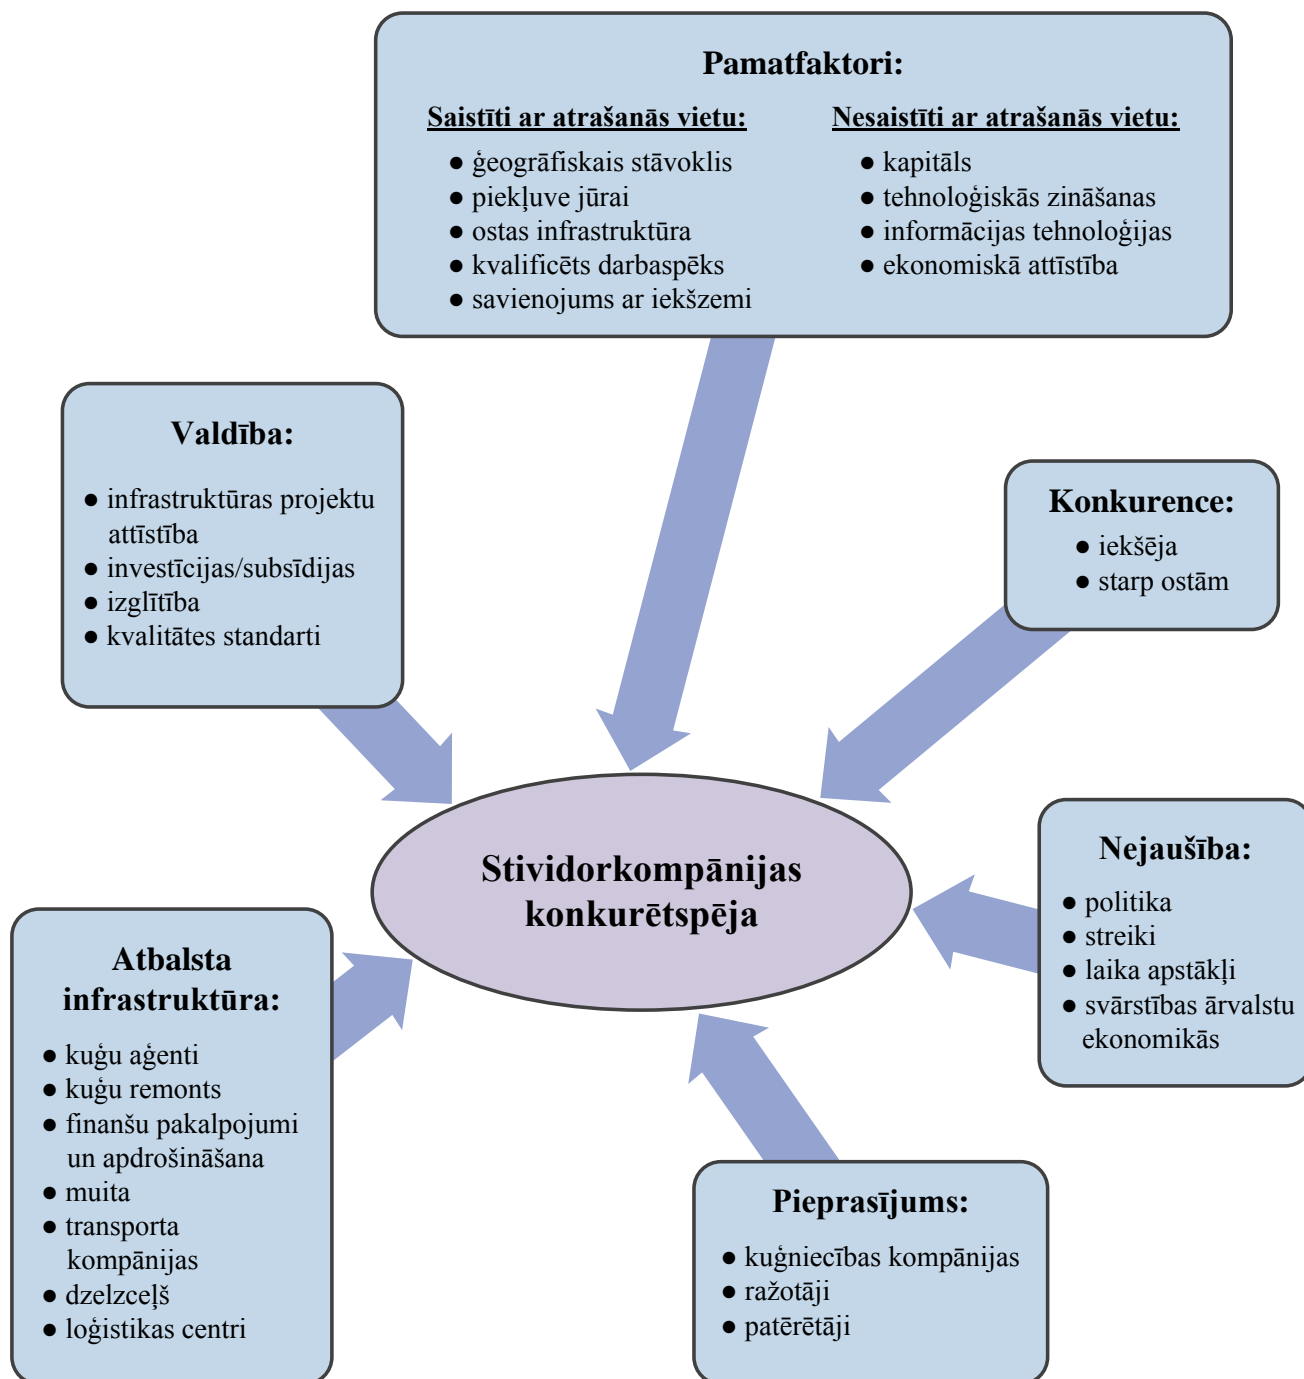 Pamatfaktori:
Saistīti ar atrašanās vietu:
● ģeogrāfiskais stāvoklis
● piekļuve jūrai
● ostas infrastruktūra
● kvalificēts darbaspēks
● savienojums ar iekšzemi
Nesaistīti ar atrašanās vietu:
● kapitāls
● tehnoloģiskās zināšanas
● informācijas tehnoloģijas
● ekonomiskā attīstība
Valdība:
● infrastruktūras projektu
attīstība
● investīcijas/subsīdijas
● izglītība
● kvalitātes standarti
Konkurence:
● iekšēja
● starp ostām
Stividorkompānijas
konkurētspēja
Nejaušība:
● politika
● streiki
● laika apstākļi
● svārstības ārvalstu
ekonomikās
Atbalsta
infrastruktūra:
● kuģu aģenti
● kuģu remonts
● finanšu pakalpojumi
un apdrošināšana
● muita
● transporta
kompānijas
● dzelzceļš
● loģistikas centri
Pieprasījums:
● kuģniecības kompānijas
● ražotāji
● patērētāji